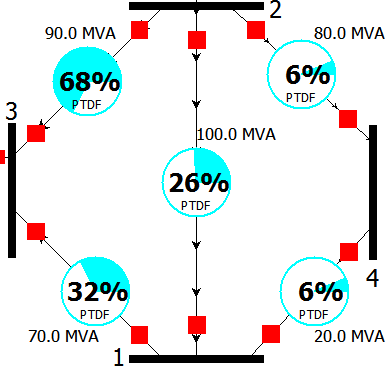 2
90.0 MVA
80.0 MVA
68%
PTDF
6%
PTDF
3
100.0 MVA
26%
PTDF
4
32%
PTDF
6%
PTDF
70.0 MVA
20.0 MVA
1